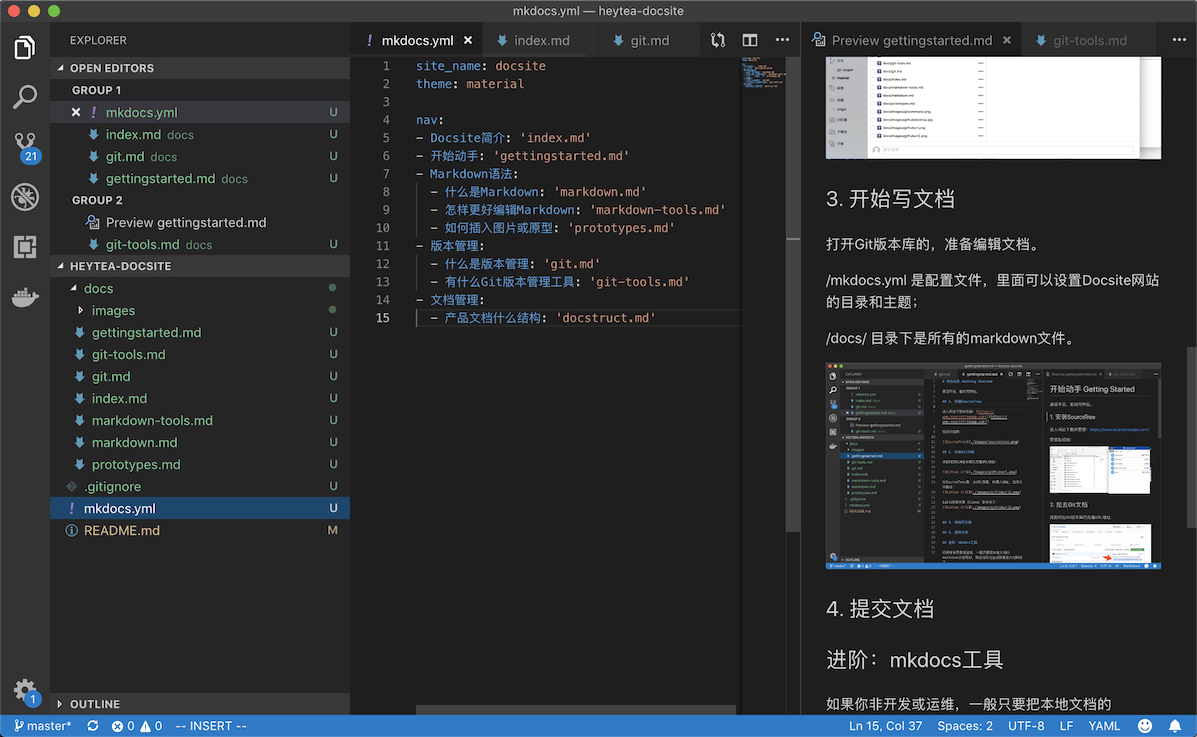 mkdocs.yml — heytea-docsite
EXPLORER
OPEN EDITORS
GROUP 1
mkdocs.yml U
index.md docs U
git.md docs U
gettingstarted.md docs U
GROUP 2
Preview gettingstarted.md
git-tools.md docs U
HEYTEA-DOCSITE
docs
images
gettingstarted.md U
git-tools.md U
git.md U
index.md U
markdown-tools.md U
markdown.md U
prototypes.md U
.gitignore U
mkdocs.yml U
README.md M
OUTLINE
21
1
mkdocs.yml
index.md
git.md
1 site_name: docsite
2 theme: material
3
4 nav:
5 - Docsite简介: 'index.md'
6 - 开始动手: 'gettingstarted.md'
7 - Markdown语法:
8 - 什么是Markdown: 'markdown.md'
9 - 怎样更好编辑Markdown: 'markdown-tools.md'
10 - 如何插入图片或原型: 'prototypes.md'
11 - 版本管理:
12 - 什么是版本管理: 'git.md'
13 - 有什么Git版本管理工具: 'git-tools.md'
14 - 文档管理:
15 - 产品文档什么结构: 'docstruct.md'
Preview gettingstarted.md
git-tools.md
3. 开始写文档
打开Git版本库的，准备编辑文档。
/mkdocs.yml 是配置文件，里面可以设置Docsite网站
的目录和主题；
/docs/ 目录下是所有的markdown文件。
开始动手 Getting Started
1. 安装SourceTree
2. 拉去Git文档
4. 提交文档
进阶：mkdocs工具
如果你非开发或运维，一般只要把本地文档的
master*
0
0
-- INSERT --
Ln 15, Col 37
Spaces: 2
UTF-8
LF
YAML